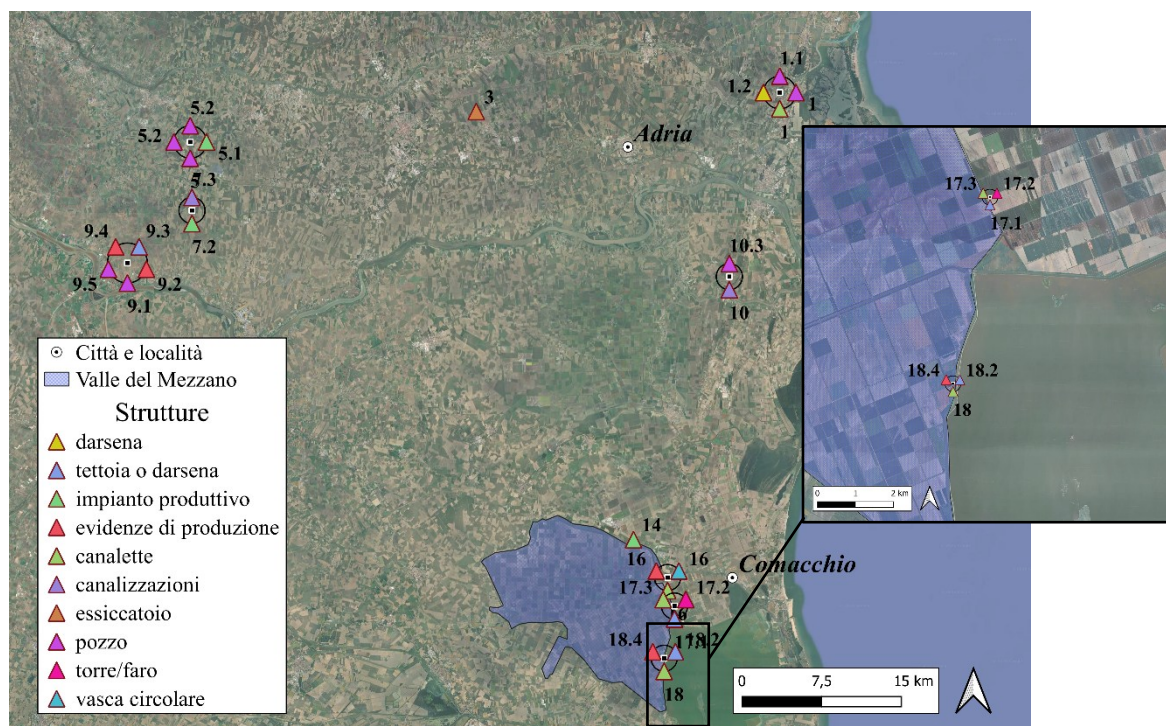 1.1
1.2
1
1
3
Adria
5.2
5.2
5.1
5.3
7.2
9.4
9.3
9.5
9.2
9.1
10.3
10
17.3
17.2
17.1
18.4
18.2
18
0
1
2 km
14
16
16
Comacchio
17.3
17.2
18.4
17.1
18.2
18
0
7,5
15 km
Città e località
Valle del Mezzano
Strutture
darsena
tettoia o darsena
impianto produttivo
evidenze di produzione
canalette
canalizzazioni
essiccatoio
pozzo
torre/faro
vasca circolare